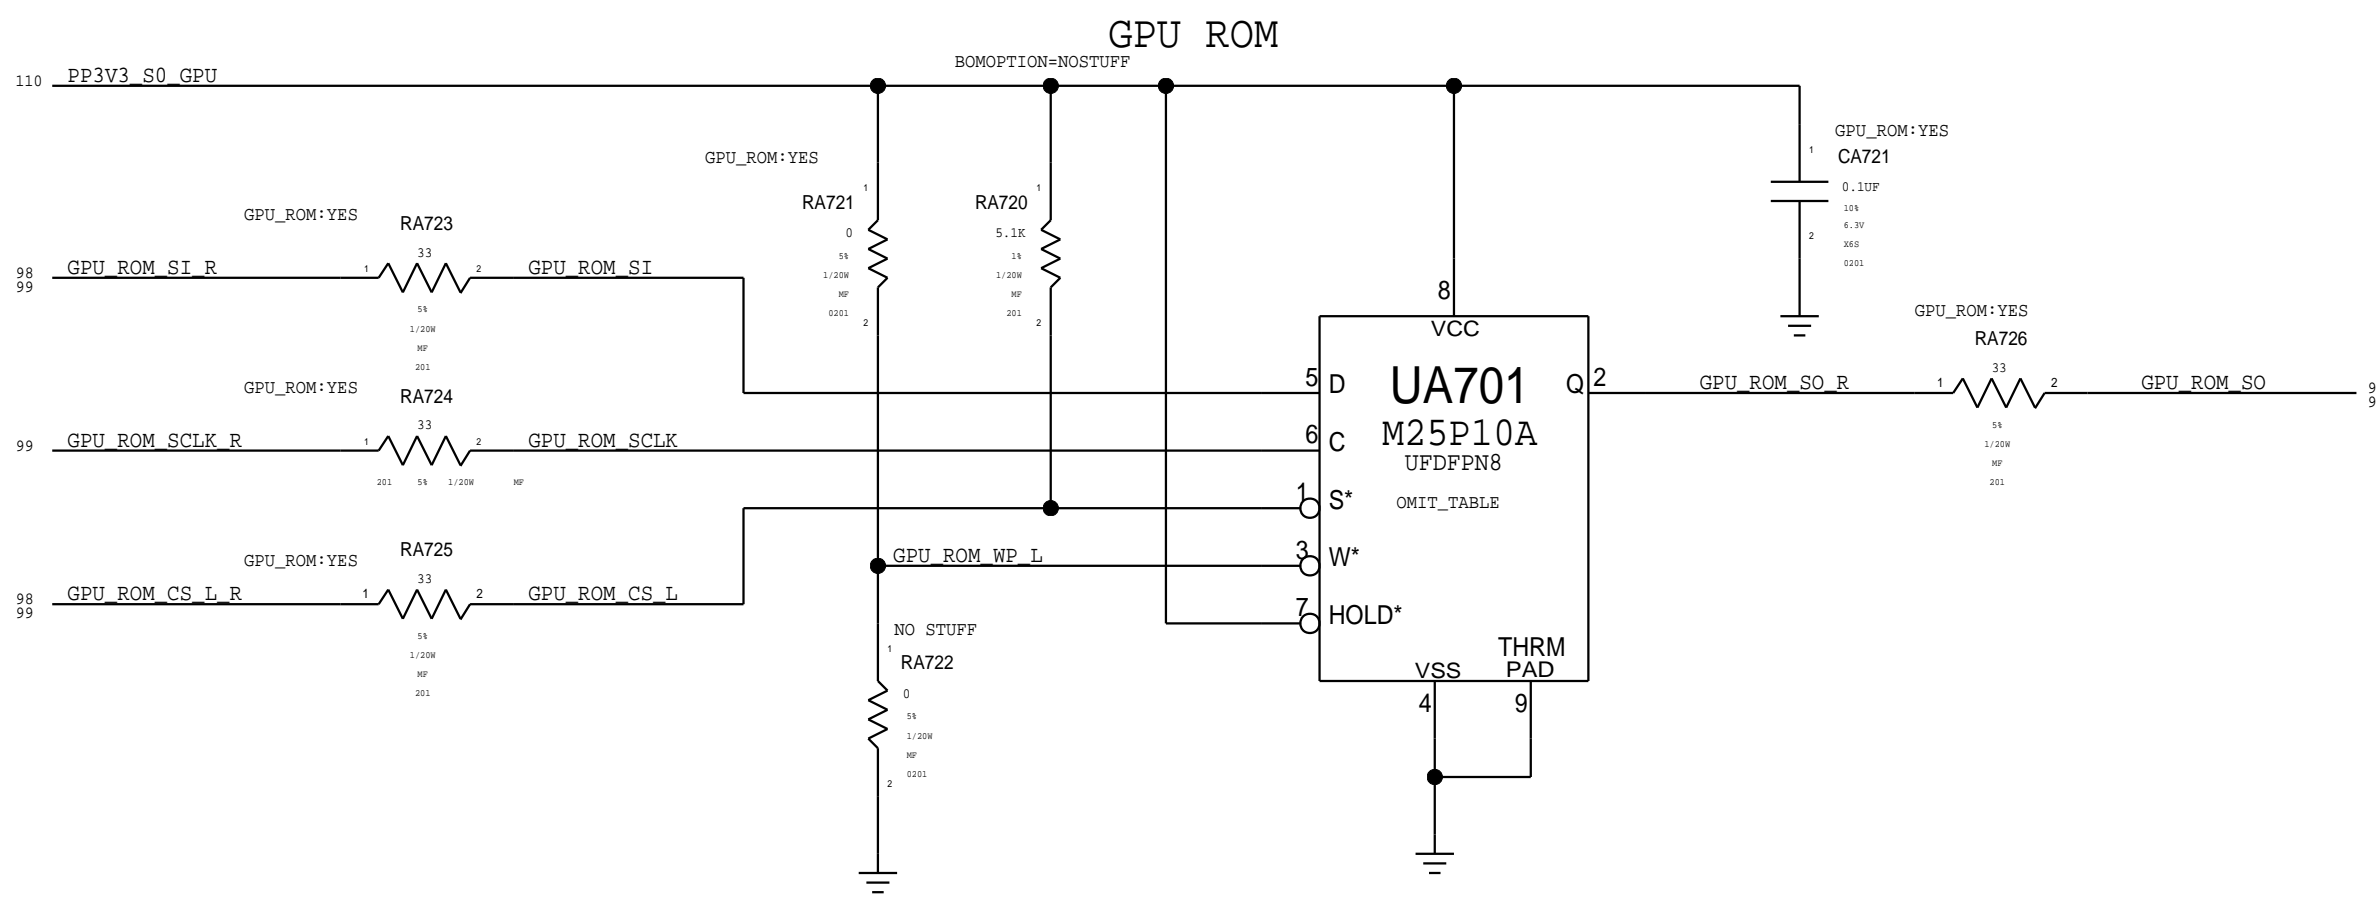 GPU ROM
BOMOPTION=NOSTUFF
110 PP3V3_S0_GPU
GPU_ROM:YES
CA721
1
0.1UF
10%
6.3V
X6S
0201
2
GPU_ROM:YES
RA721
1
0
5%
1/20W
MF
0201
2
RA720
1
5.1K
1%
1/20W
MF
201
2
GPU_ROM:YES
RA723
33
98
99
GPU_ROM_SI_R 1 2 GPU_ROM_SI
5%
1/20W
MF
201
GPU_ROM:YES
RA724
33
99 GPU_ROM_SCLK_R 1 2 GPU_ROM_SCLK
201 5% 1/20W MF
GPU_ROM:YES
RA725
33
98
99
GPU_ROM_CS_L_R 1 2 GPU_ROM_CS_L
5%
1/20W
MF
201
GPU_ROM_WP_L
NO STUFF
1
RA722
0
5%
1/20W
MF
0201
2
8
VCC
5 D
UA701
Q 2
6 C
M25P10A
UFDFPN8
1 S*
OMIT_TABLE
3 W*
7 HOLD*
THRM
VSS PAD
4 9
GPU_ROM:YES
RA726
33
GPU_ROM_SO_R 1 2 GPU_ROM_SO
9
9
5%
1/20W
MF
201